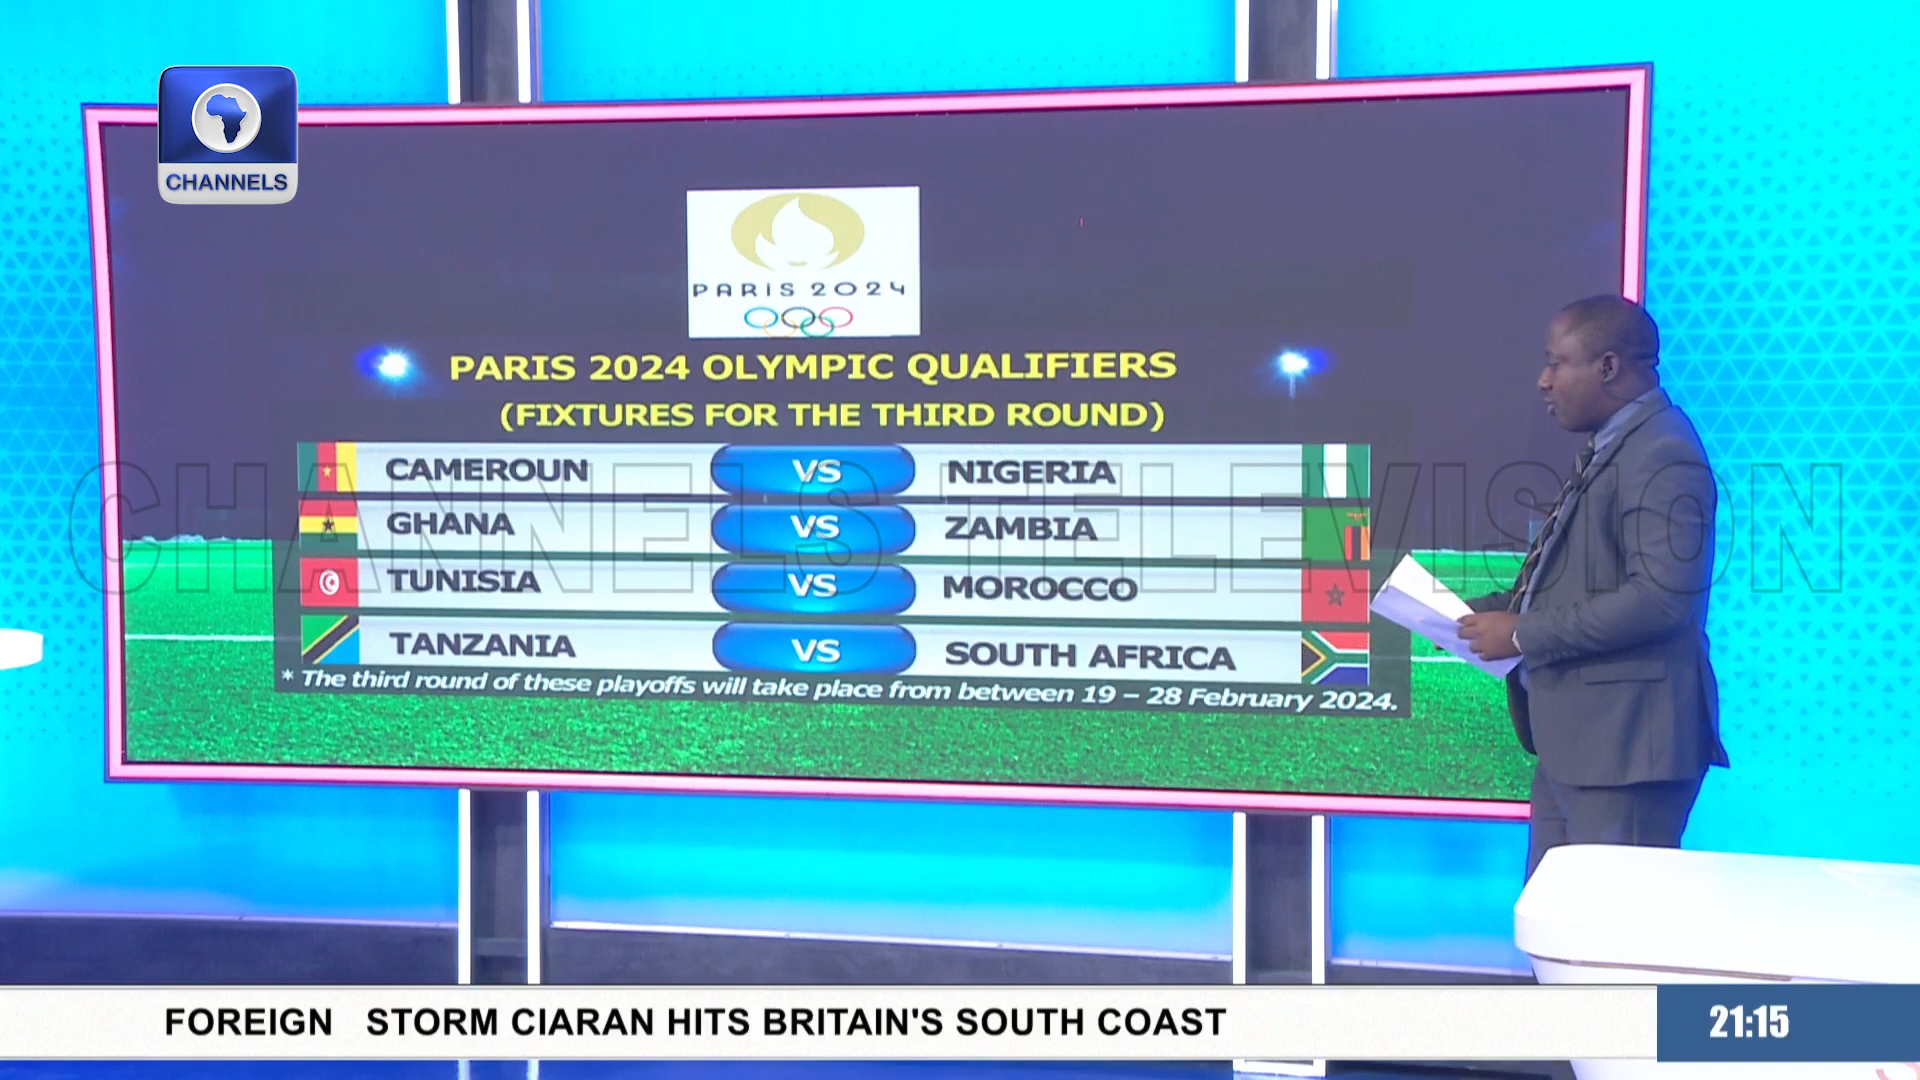 CHANNELS
PARIS 2024
PARIS 2024 OLYMPIC QUALIFIERS
(FIXTURES FOR THE THIRD ROUND)
CAMEROUN VS NIGERIA
GHANA VS ZAMBIA
TUNISIA VS MOROCCO
TANZANIA VS SOUTH AFRICA
* The third round of these playoffs will take place from between 19 – 28 February 2024.
CHANNELS TELEVISION
FOREIGN STORM CIARAN HITS BRITAIN'S SOUTH COAST
21:15